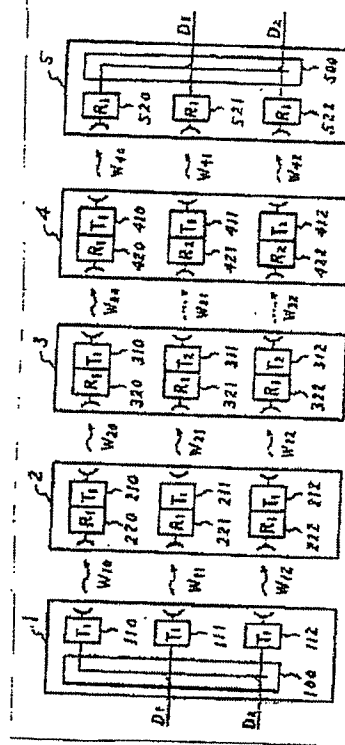 1 2 3 4 5
T1 R1 T1 R1 T1 R1 T1 R1
110 220 210 320 310 420 410 520
W10 W20 W30 W40
D1 T1 R1 T1 R1 T2 R2 T1 R1 D1
111 221 211 321 311 421 411 521
W11 W21 W31 W41
D2 T1 R1 T1 R1 T2 R2 T1 R1 D2
112 222 212 322 312 422 412 522
W12 W22 W32 W42
100 500